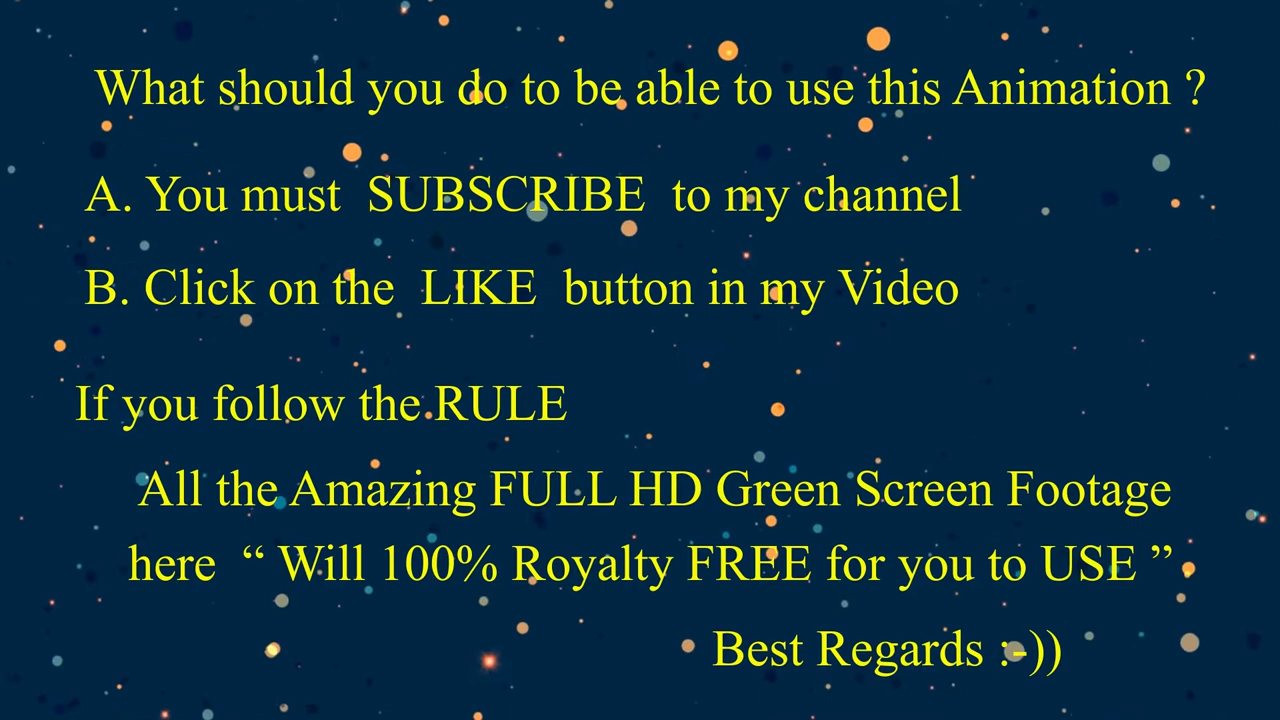 What should you do to be able to use this Animation ?
A. You must SUBSCRIBE to my channel
B. Click on the LIKE button in my Video
If you follow the RULE
All the Amazing FULL HD Green Screen Footage
here “ Will 100% Royalty FREE for you to USE ”.
Best Regards :-))